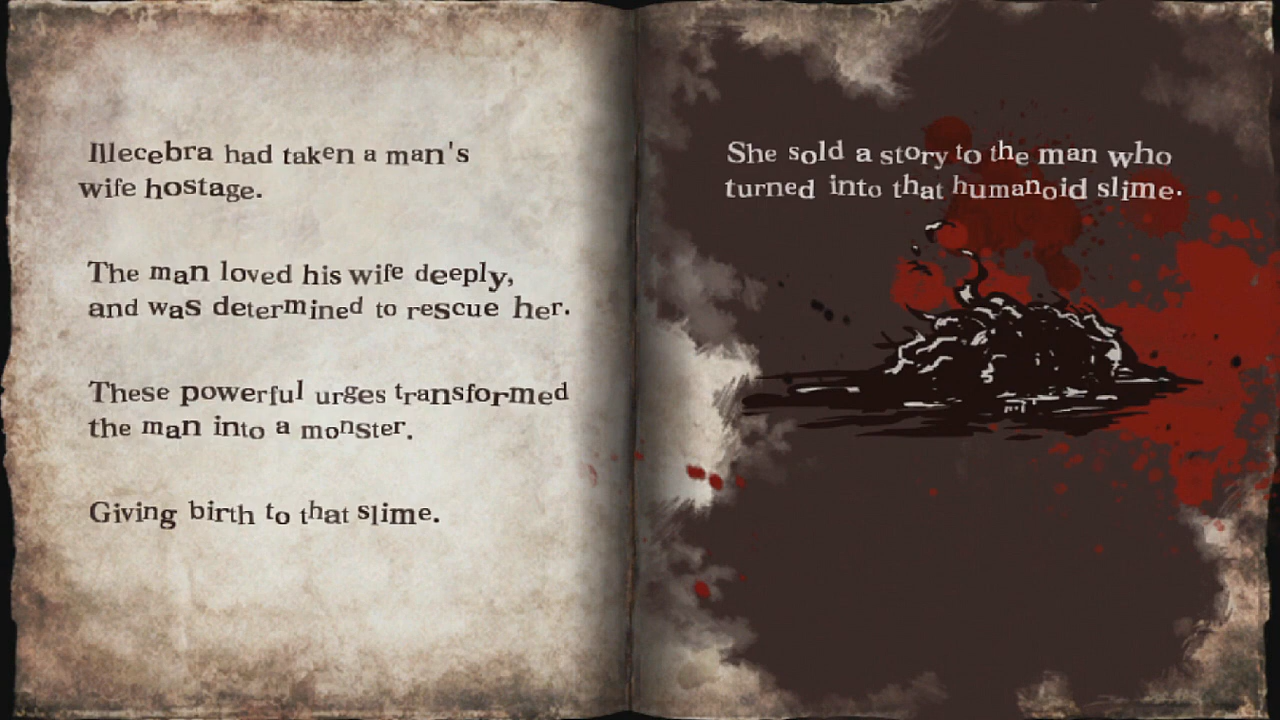 Illecebra had taken a man's
wife hostage.
The man loved his wife deeply,
and was determined to rescue her.
These powerful urges transformed
the man into a monster.
Giving birth to that slime.
She sold a story to the man who
turned into that humanoid slime.